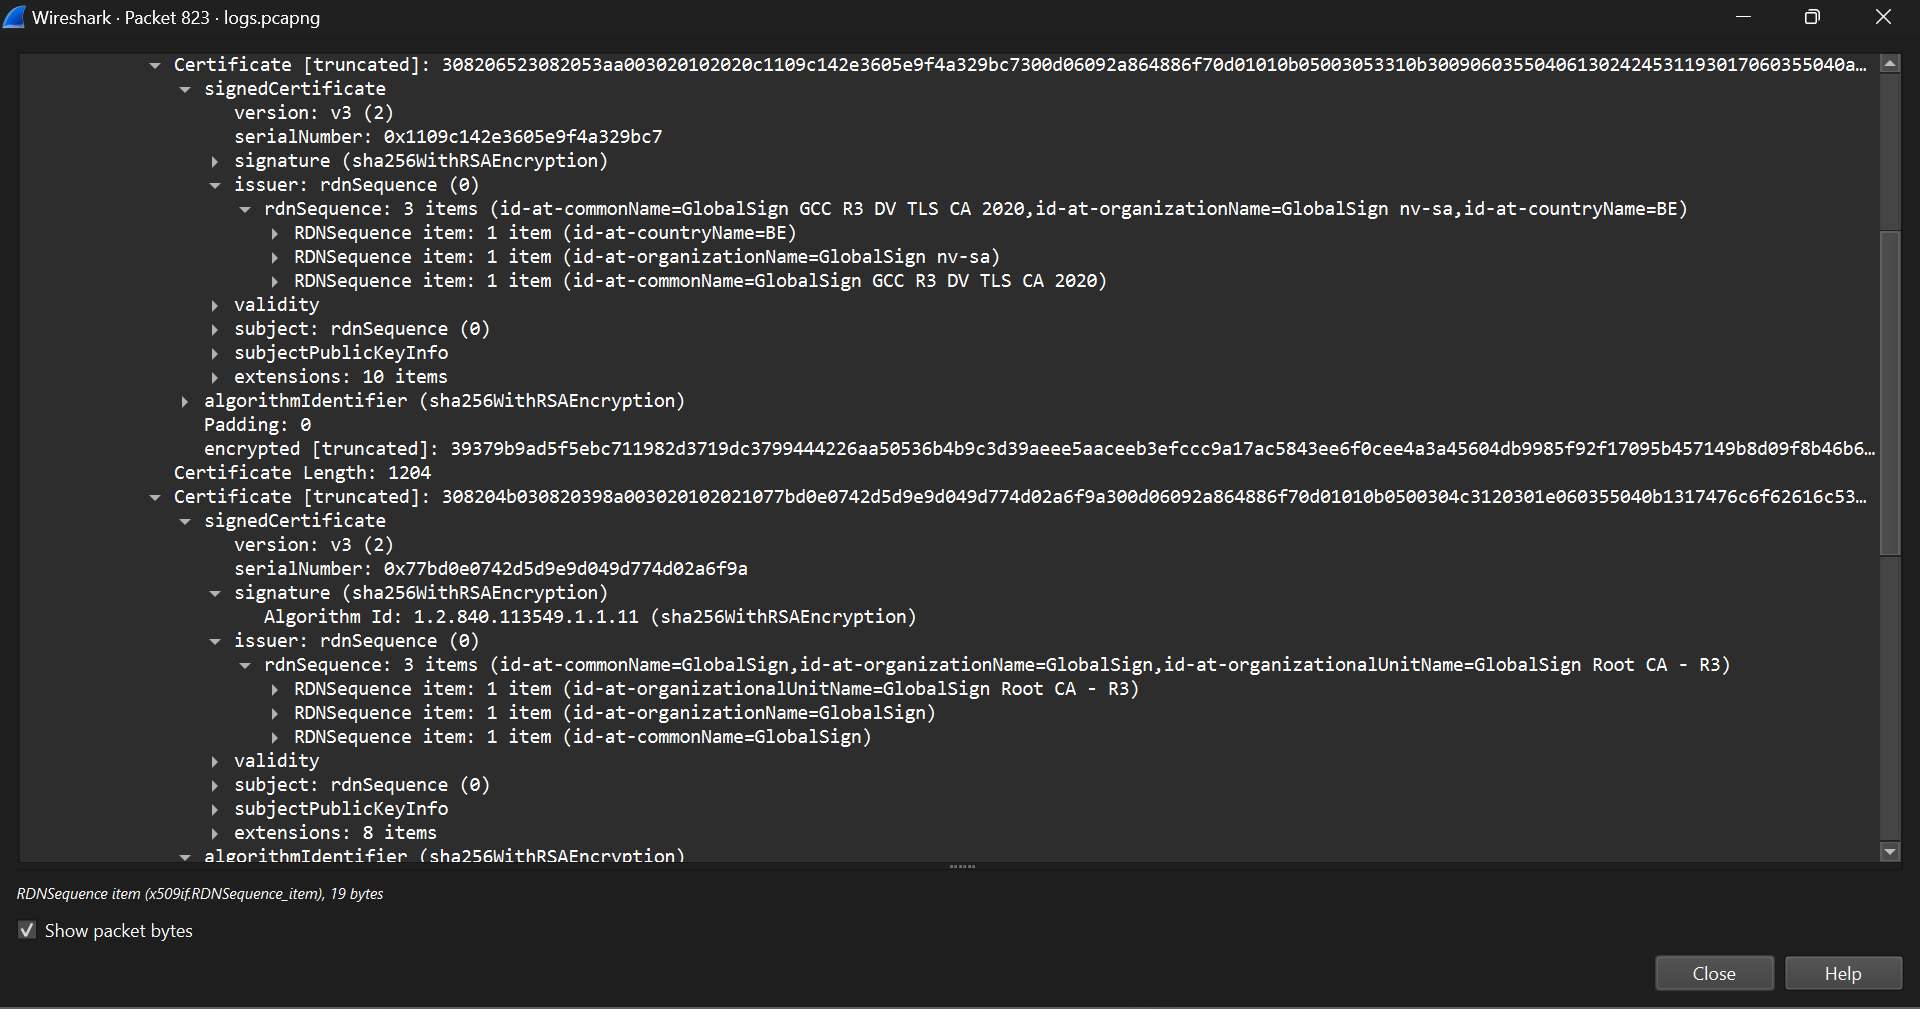 Wireshark · Packet 823 · logs.pcapng
Certificate [truncated]: 308206523082053aa003020102020c1109c142e3605e9f4a329bc7300d06092a864886f70d01010b05003053310b300906035504061302424531193017060355040a…
signedCertificate
version: v3 (2)
serialNumber: 0x1109c142e3605e9f4a329bc7
signature (sha256WithRSAEncryption)
issuer: rdnSequence (0)
rdnSequence: 3 items (id-at-commonName=GlobalSign GCC R3 DV TLS CA 2020,id-at-organizationName=GlobalSign nv-sa,id-at-countryName=BE)
RDNSequence item: 1 item (id-at-countryName=BE)
RDNSequence item: 1 item (id-at-organizationName=GlobalSign nv-sa)
RDNSequence item: 1 item (id-at-commonName=GlobalSign GCC R3 DV TLS CA 2020)
validity
subject: rdnSequence (0)
subjectPublicKeyInfo
extensions: 10 items
algorithmIdentifier (sha256WithRSAEncryption)
Padding: 0
encrypted [truncated]: 39379b9ad5f5ebc711982d3719dc3799444226aa50536b4b9c3d39aeee5aaceeb3efccc9a17ac5843ee6f0cee4a3a45604db9985f92f17095b457149b8d09f8b46b6…
Certificate Length: 1204
Certificate [truncated]: 308204b030820398a003020102021077bd0e0742d5d9e9d049d774d02a6f9a300d06092a864886f70d01010b0500304c3120301e060355040b1317476c6f62616c53…
signedCertificate
version: v3 (2)
serialNumber: 0x77bd0e0742d5d9e9d049d774d02a6f9a
signature (sha256WithRSAEncryption)
Algorithm Id: 1.2.840.113549.1.1.11 (sha256WithRSAEncryption)
issuer: rdnSequence (0)
rdnSequence: 3 items (id-at-commonName=GlobalSign,id-at-organizationName=GlobalSign,id-at-organizationalUnitName=GlobalSign Root CA - R3)
RDNSequence item: 1 item (id-at-organizationalUnitName=GlobalSign Root CA - R3)
RDNSequence item: 1 item (id-at-organizationName=GlobalSign)
RDNSequence item: 1 item (id-at-commonName=GlobalSign)
validity
subject: rdnSequence (0)
subjectPublicKeyInfo
extensions: 8 items
algorithmIdentifier (sha256WithRSAEncryption)
RDNSequence item (x509if.RDNSequence_item), 19 bytes
Show packet bytes
Close
Help